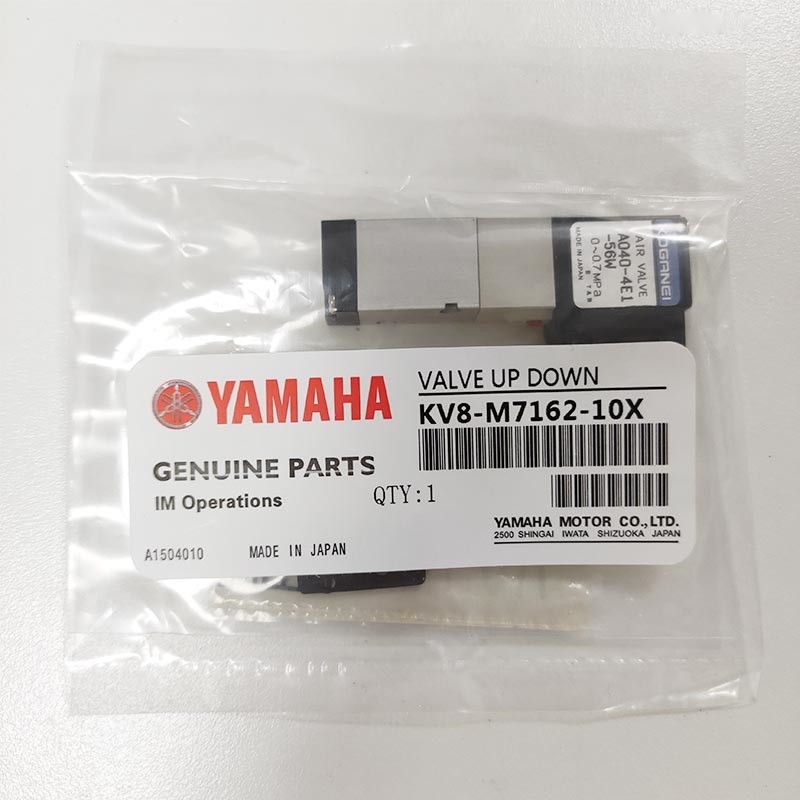 KOGANEI
AIR VALVE
A040-4E1
-56W
0~0.7MPa
MADE IN JAPAN
YAMAHA
VALVE UP DOWN
KV8-M7162-10X
GENUINE PARTS
IM Operations
QTY:1
YAMAHA MOTOR CO.,LTD.
2500 SHINGAI IWATA SHIZUOKA JAPAN
A1504010
MADE IN JAPAN